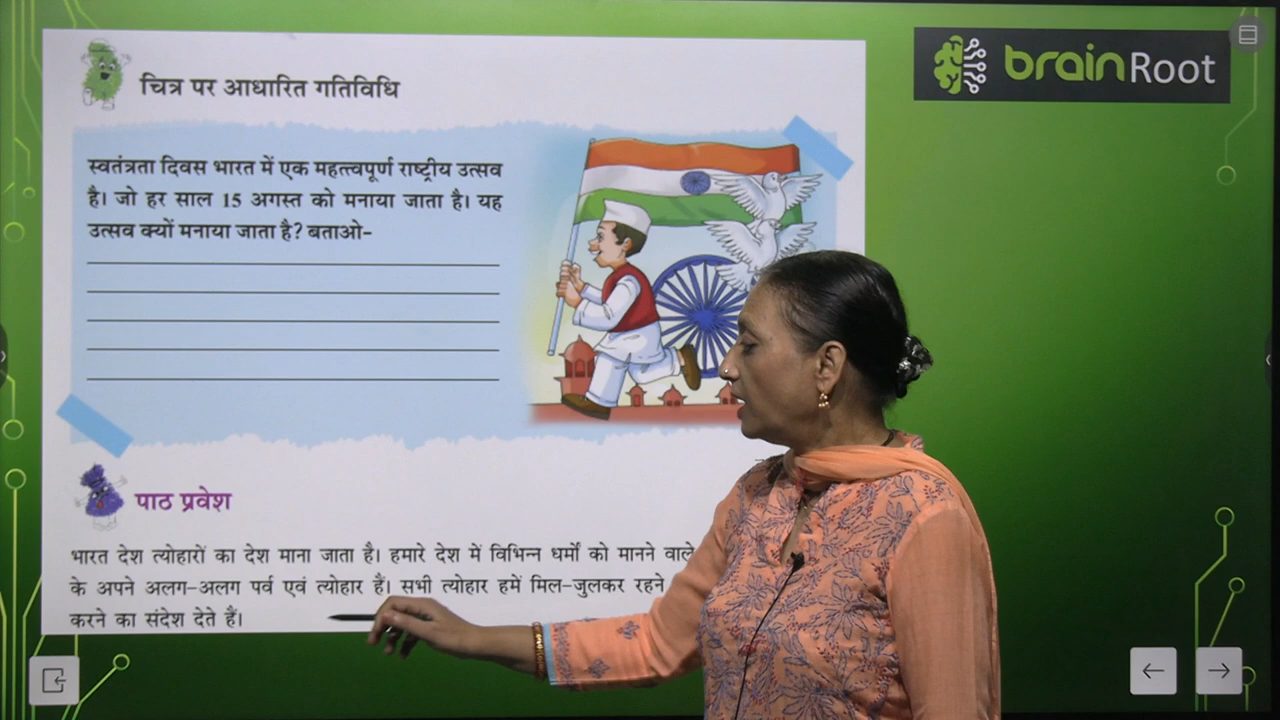 brainRoot
चित्र पर आधारित गतिविधि
स्वतंत्रता दिवस भारत में एक महत्त्वपूर्ण राष्ट्रीय उत्सव
है। जो हर साल 15 अगस्त को मनाया जाता है। यह
उत्सव क्यों मनाया जाता है? बताओ-
पाठ प्रवेश
भारत देश त्योहारों का देश माना जाता है। हमारे देश में विभिन्न धर्मों को मानने वाले
के अपने अलग-अलग पर्व एवं त्योहार हैं। सभी त्योहार हमें मिल-जुलकर रहने
करने का संदेश देते हैं।